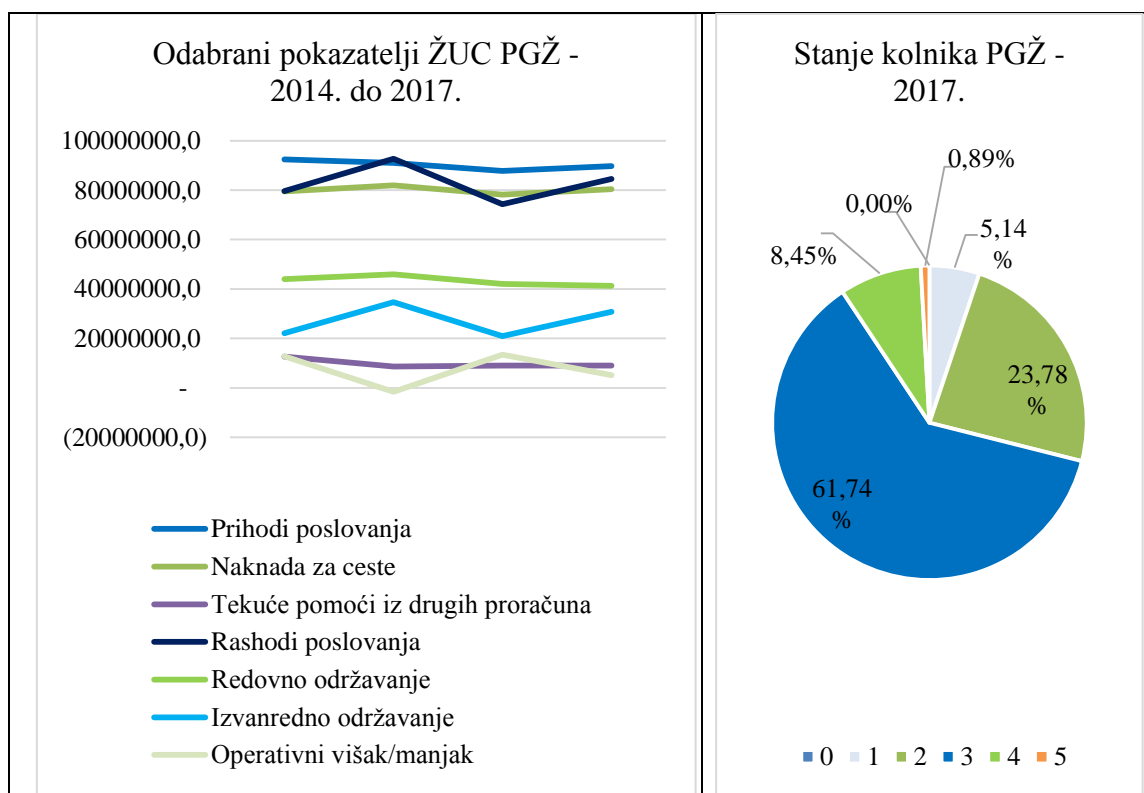 Odabrani pokazatelji ŽUC PGŽ -
2014. do 2017.
100000000,0
80000000,0
60000000,0
40000000,0
20000000,0
-
(20000000,0)
Prihodi poslovanja
Naknada za ceste
Tekuće pomoći iz drugih proračuna
Rashodi poslovanja
Redovno održavanje
Izvanredno održavanje
Operativni višak/manjak
Stanje kolnika PGŽ -
2017.
0,89%
0,00%
5,14
%
8,45%
23,78
%
61,74
%
0 1 2 3 4 5